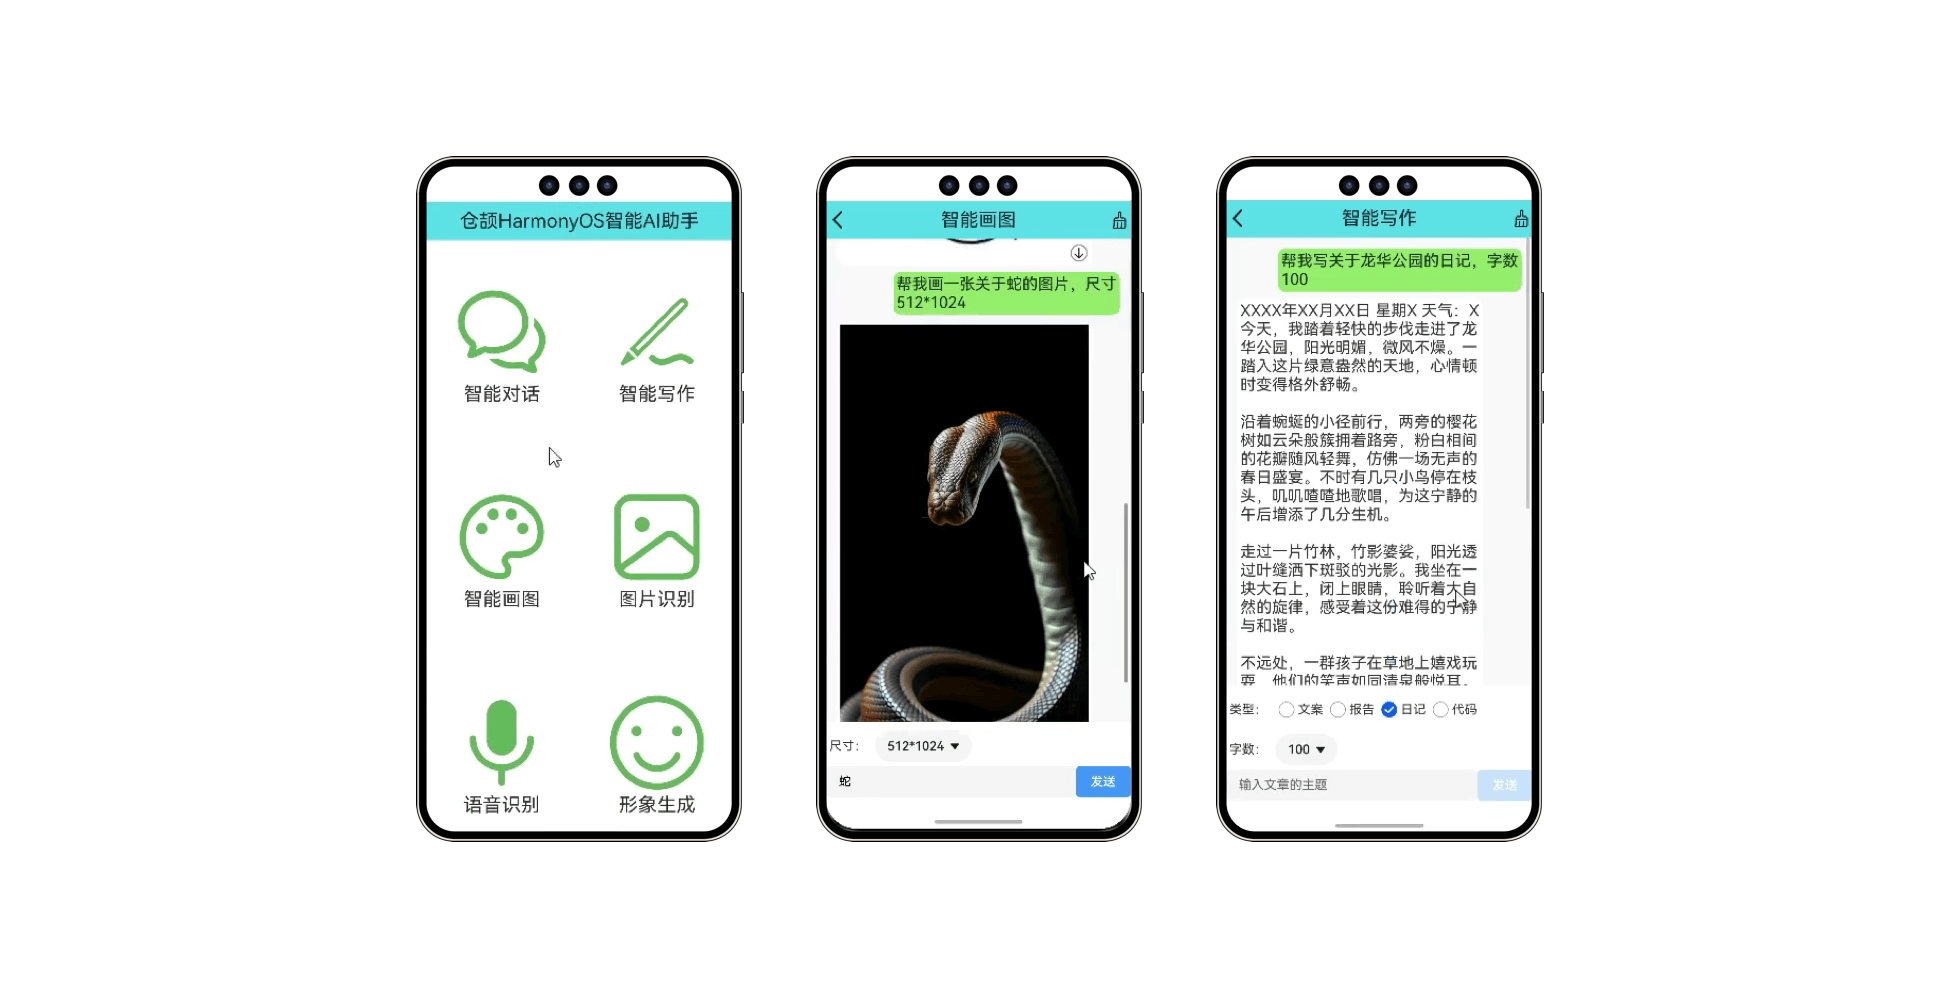 仓颉HarmonyOS智能AI助手
智能对话
智能写作
智能画图
图片识别
语音识别
形象生成
智能画图
帮我画一张关于蛇的图片，尺寸
512*1024
尺寸：
512*1024
蛇
发送
智能写作
帮我写关于龙华公园的日记，字数
100
XXXX年XX月XX日 星期X 天气：X
今天，我踏着轻快的步伐走进了龙
华公园，阳光明媚，微风不燥。一
踏入这片绿意盎然的天地，心情顿
时变得格外舒畅。
沿着蜿蜒的小径前行，两旁的樱花
树如云朵般簇拥着路旁，粉白相间
的花瓣随风轻舞，仿佛一场无声的
春日盛宴。不时有几只小鸟停在枝
头，叽叽喳喳地歌唱，为这宁静的
午后增添了几分生机。
走过一片竹林，竹影婆娑，阳光透
过叶缝洒下斑驳的光影。我坐在一
块大石上，闭上眼睛，聆听着大自
然的旋律，感受着这份难得的宁静
与和谐。
不远处，一群孩子在草地上嬉戏玩
耍，他们的笑声如同清泉般悦耳。
类型： 文案 报告 日记 代码
字数： 100
输入文章的主题
发送